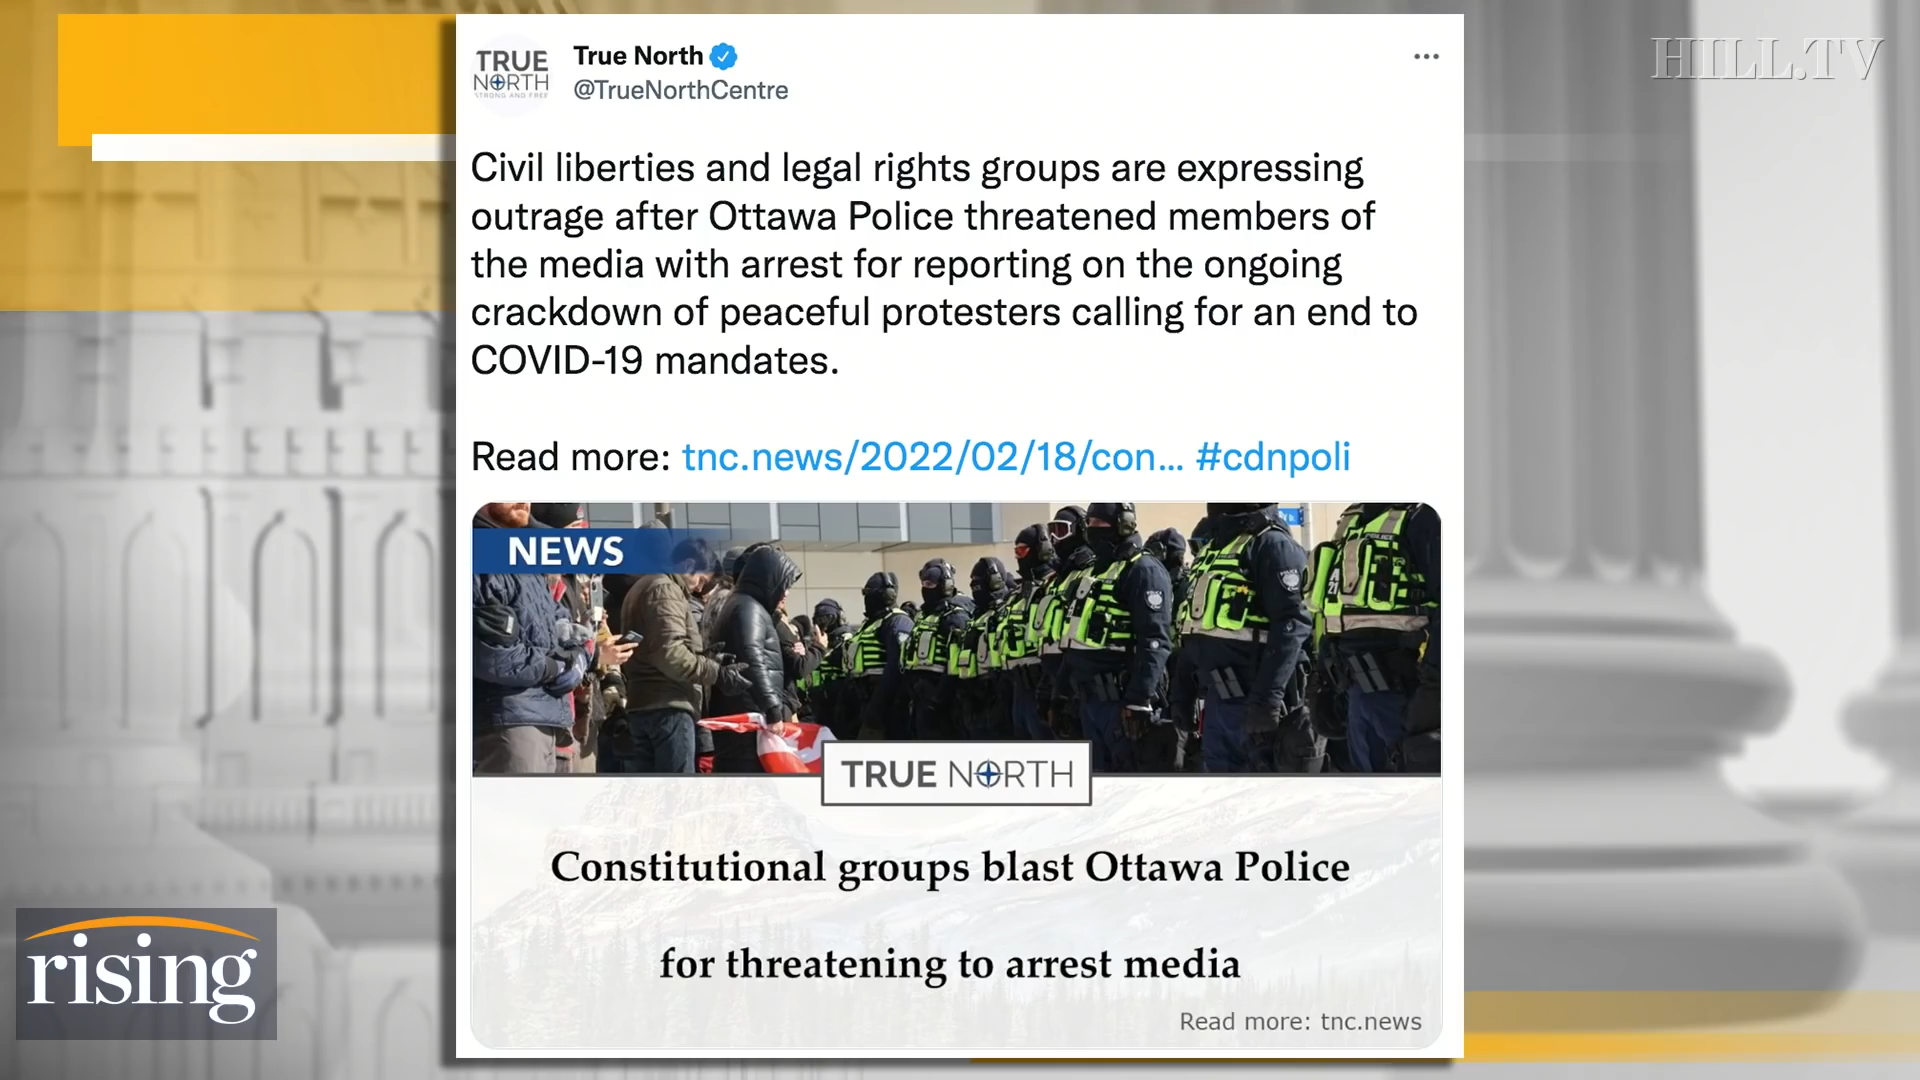 HILL.TV
TRUE
NORTH
STRONG AND FREE
True North
@TrueNorthCentre
Civil liberties and legal rights groups are expressing
outrage after Ottawa Police threatened members of
the media with arrest for reporting on the ongoing
crackdown of peaceful protesters calling for an end to
COVID-19 mandates.
Read more: tnc.news/2022/02/18/con... #cdnpoli
NEWS
TRUE NORTH
Constitutional groups blast Ottawa Police
for threatening to arrest media
Read more: tnc.news
rising